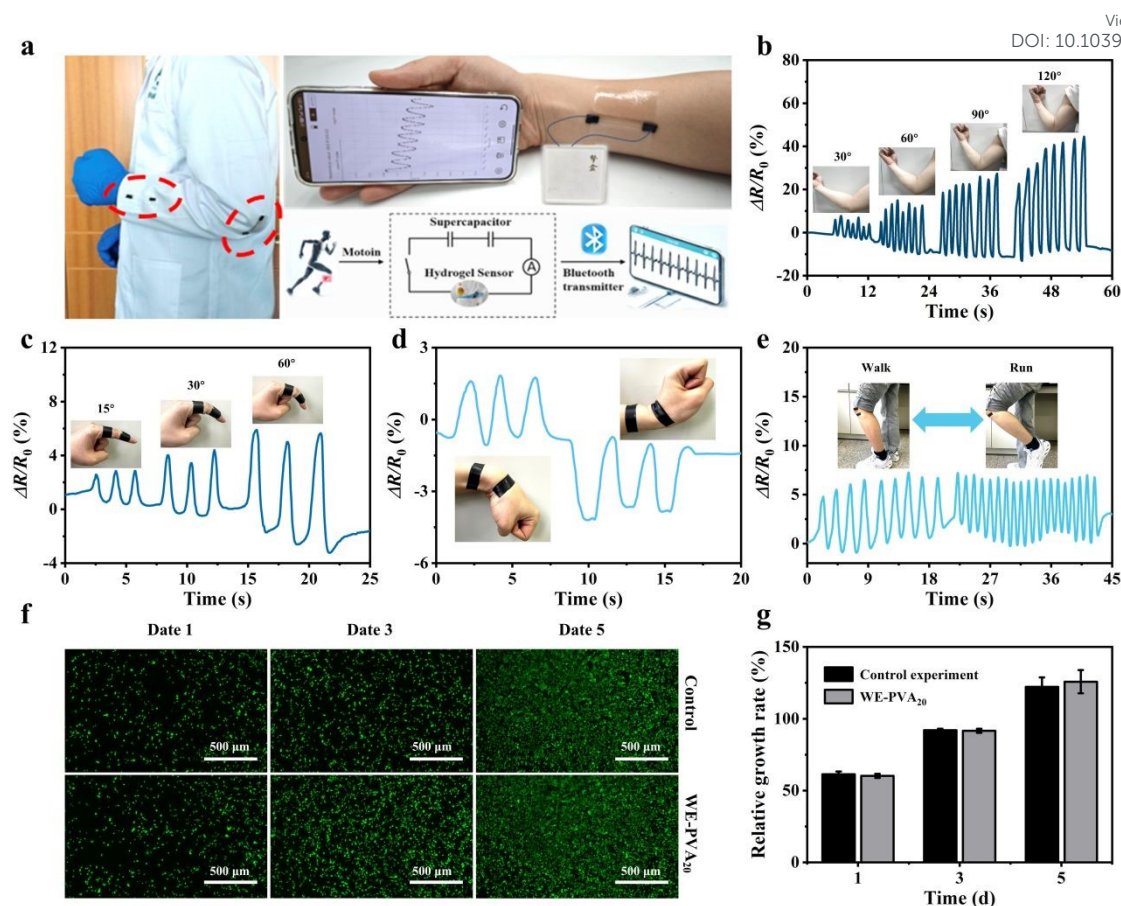 Vie
DOI: 10.1039
a
Motoin
Supercapacitor
Hydrogel Sensor
A
Bluetooth
transmitter
b
ΔR/R0 (%)
80
60
40
20
0
-20
30°
60°
90°
120°
0 12 24 36 48 60
Time (s)
c
ΔR/R0 (%)
12
8
4
0
-4
15°
30°
60°
0 5 10 15 20 25
Time (s)
d
ΔR/R0 (%)
3
0
-3
-6
0 5 10 15 20
Time (s)
e
ΔR/R0 (%)
20
15
10
5
0
Walk
Run
0 9 18 27 36 45
Time (s)
f
Date 1 Date 3 Date 5
Control
500 μm 500 μm 500 μm
WE-PVA20
500 μm 500 μm 500 μm
g
Relative growth rate (%)
150
100
50
0
Control experiment
WE-PVA20
1 3 5
Time (d)